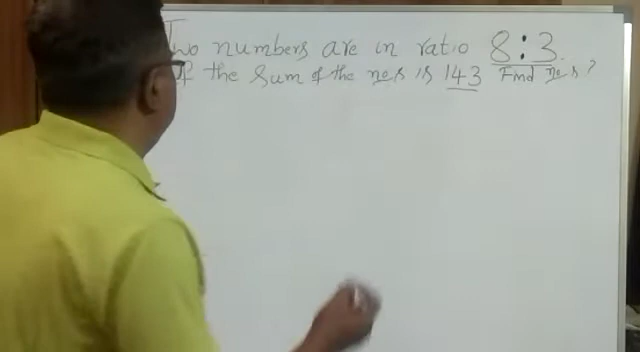 Two numbers are in ratio 8:3.
If the Sum of the no.s is 143 Find no.s?